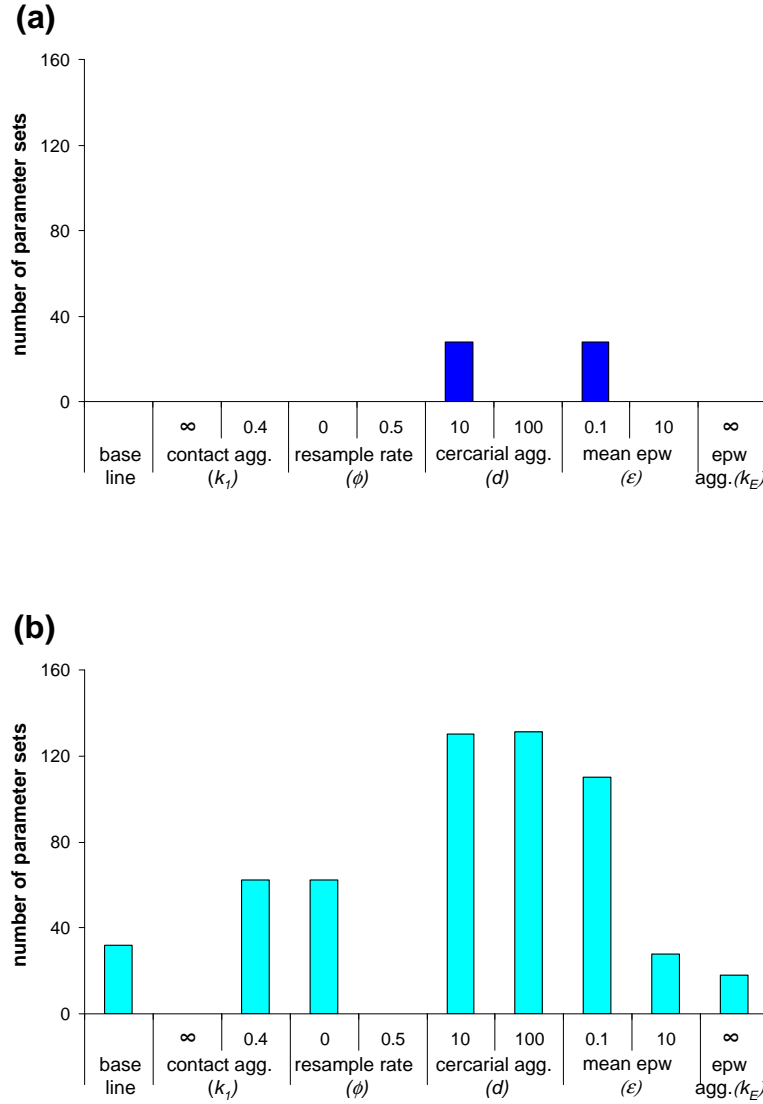 (a)
160
120
80
40
0
number of parameter sets
∞ 0.4 0 0.5 10 100 0.1 10 ∞
base contact agg. resample rate cercarial agg. mean epw epw
line (k₁) (ϕ) (d) (ε) agg.(k_E)
(b)
160
120
80
40
0
number of parameter sets
∞ 0.4 0 0.5 10 100 0.1 10 ∞
base contact agg. resample rate cercarial agg. mean epw epw
line (k₁) (ϕ) (d) (ε) agg.(k_E)